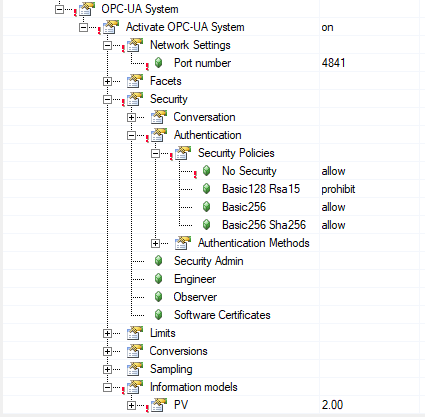 OPC-UA System
Activate OPC-UA System on
Network Settings
Port number 4841
Facets
Security
Conversation
Authentication
Security Policies
No Security allow
Basic128 Rsa15 prohibit
Basic256 allow
Basic256 Sha256 allow
Authentication Methods
Security Admin
Engineer
Observer
Software Certificates
Limits
Conversions
Sampling
Information models
PV 2.00